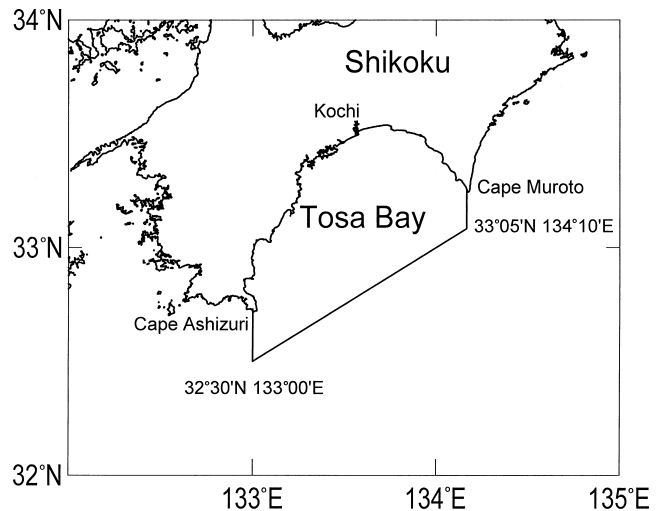 34°N
Shikoku
Kochi
Cape Muroto
Tosa Bay
33°05'N 134°10'E
33°N
Cape Ashizuri
32°30'N 133°00'E
32°N
133°E
134°E
135°E